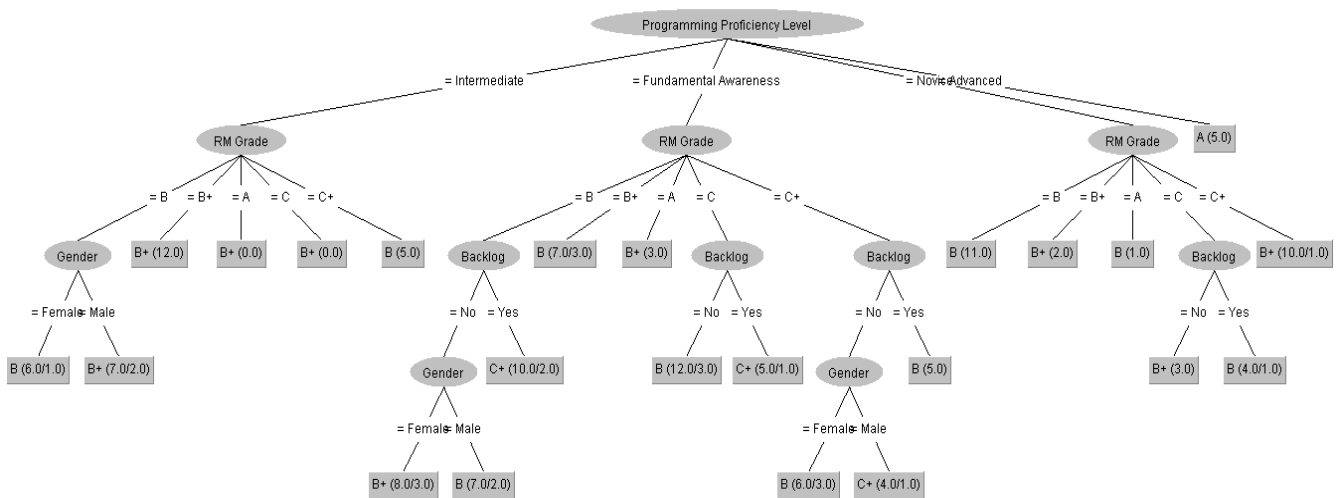 Programming Proficiency Level
= Intermediate = Fundamental Awareness = Novice = Advanced
RM Grade RM Grade RM Grade A (5.0)
= B = B+ = A = C = C+ = B = B+ = A = C = C+ = B = B+ = A = C = C+
Gender B+ (12.0) B+ (0.0) B+ (0.0) B (5.0) Backlog B (7.0/3.0) B+ (3.0) Backlog Backlog B (11.0) B+ (2.0) B (1.0) Backlog B+ (10.0/1.0)
= Female = Male = No = Yes = No = Yes = No = Yes = No = Yes
B (6.0/1.0) B+ (7.0/2.0) Gender C+ (10.0/2.0) B (12.0/3.0) C+ (5.0/1.0) Gender B (5.0) B+ (3.0) B (4.0/1.0)
= Female = Male = Female = Male
B+ (8.0/3.0) B (7.0/2.0) B (6.0/3.0) C+ (4.0/1.0)